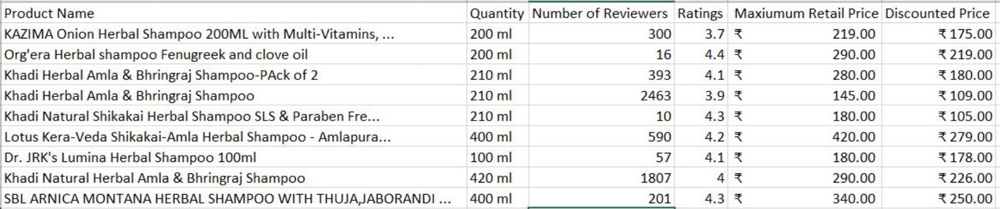 Product Name Quantity Number of Reviewers Ratings Maxiumum Retail Price Discounted Price
KAZIMA Onion Herbal Shampoo 200ML with Multi-Vitamins, ... 200 ml 300 3.7 ₹ 219.00 ₹ 175.00
Org'era Herbal shampoo Fenugreek and clove oil 200 ml 16 4.4 ₹ 290.00 ₹ 219.00
Khadi Herbal Amla & Bhringraj Shampoo-PAck of 2 210 ml 393 4.1 ₹ 280.00 ₹ 180.00
Khadi Herbal Amla & Bhringraj Shampoo 210 ml 2463 3.9 ₹ 145.00 ₹ 109.00
Khadi Natural Shikakai Herbal Shampoo SLS & Paraben Fre... 210 ml 10 4.3 ₹ 180.00 ₹ 105.00
Lotus Kera-Veda Shikakai-Amla Herbal Shampoo - Amlapura... 400 ml 590 4.2 ₹ 420.00 ₹ 279.00
Dr. JRK's Lumina Herbal Shampoo 100ml 100 ml 57 4.1 ₹ 180.00 ₹ 178.00
Khadi Natural Herbal Amla & Bhringraj Shampoo 420 ml 1807 4 ₹ 290.00 ₹ 226.00
SBL ARNICA MONTANA HERBAL SHAMPOO WITH THUJA,JABORANDI ... 400 ml 201 4.3 ₹ 340.00 ₹ 250.00